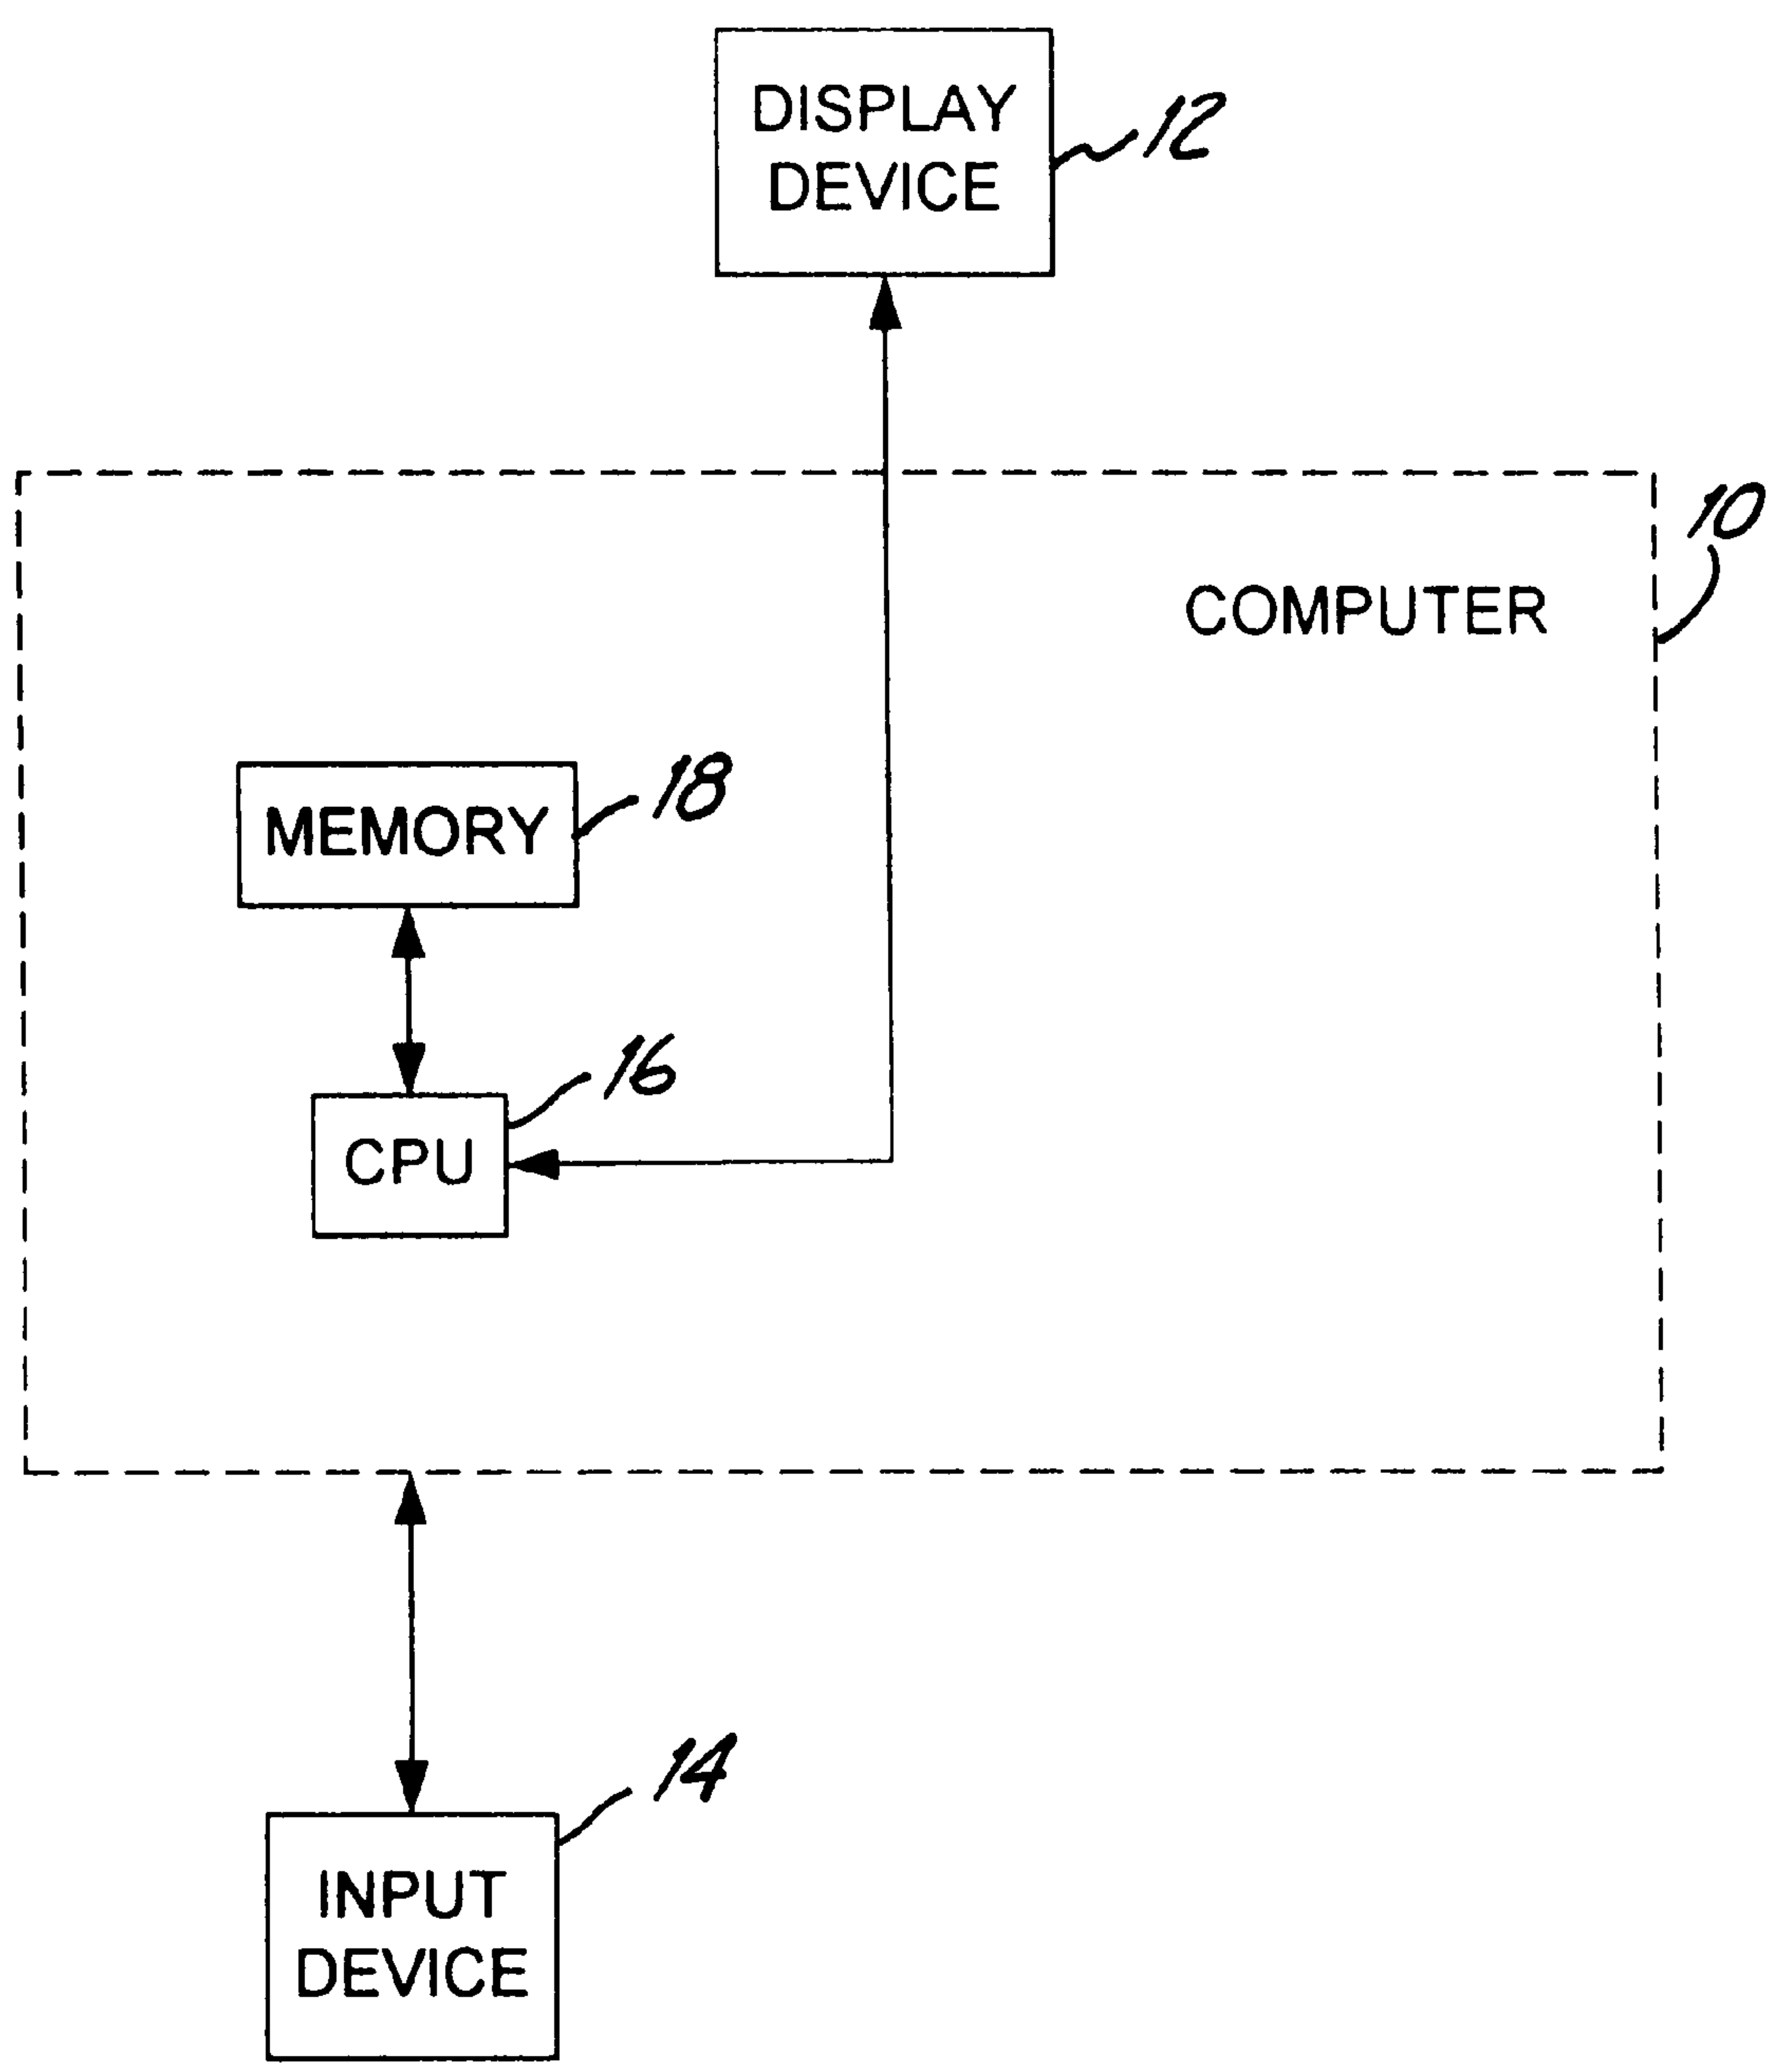 DISPLAY
DEVICE
12
10
COMPUTER
MEMORY
18
16
CPU
14
INPUT
DEVICE